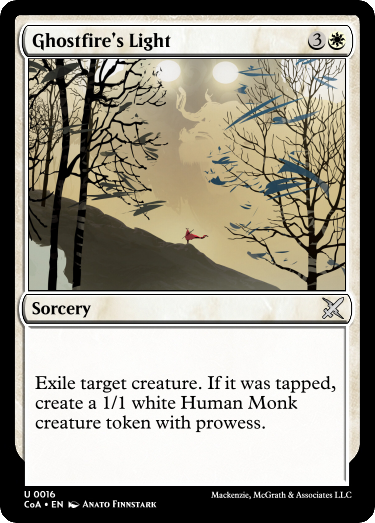 Ghostfire's Light 3
Sorcery
Exile target creature. If it was tapped,
create a 1/1 white Human Monk
creature token with prowess.
U 0016
CoA • EN Anato Finnstark
Mackenzie, McGrath & Associates LLC